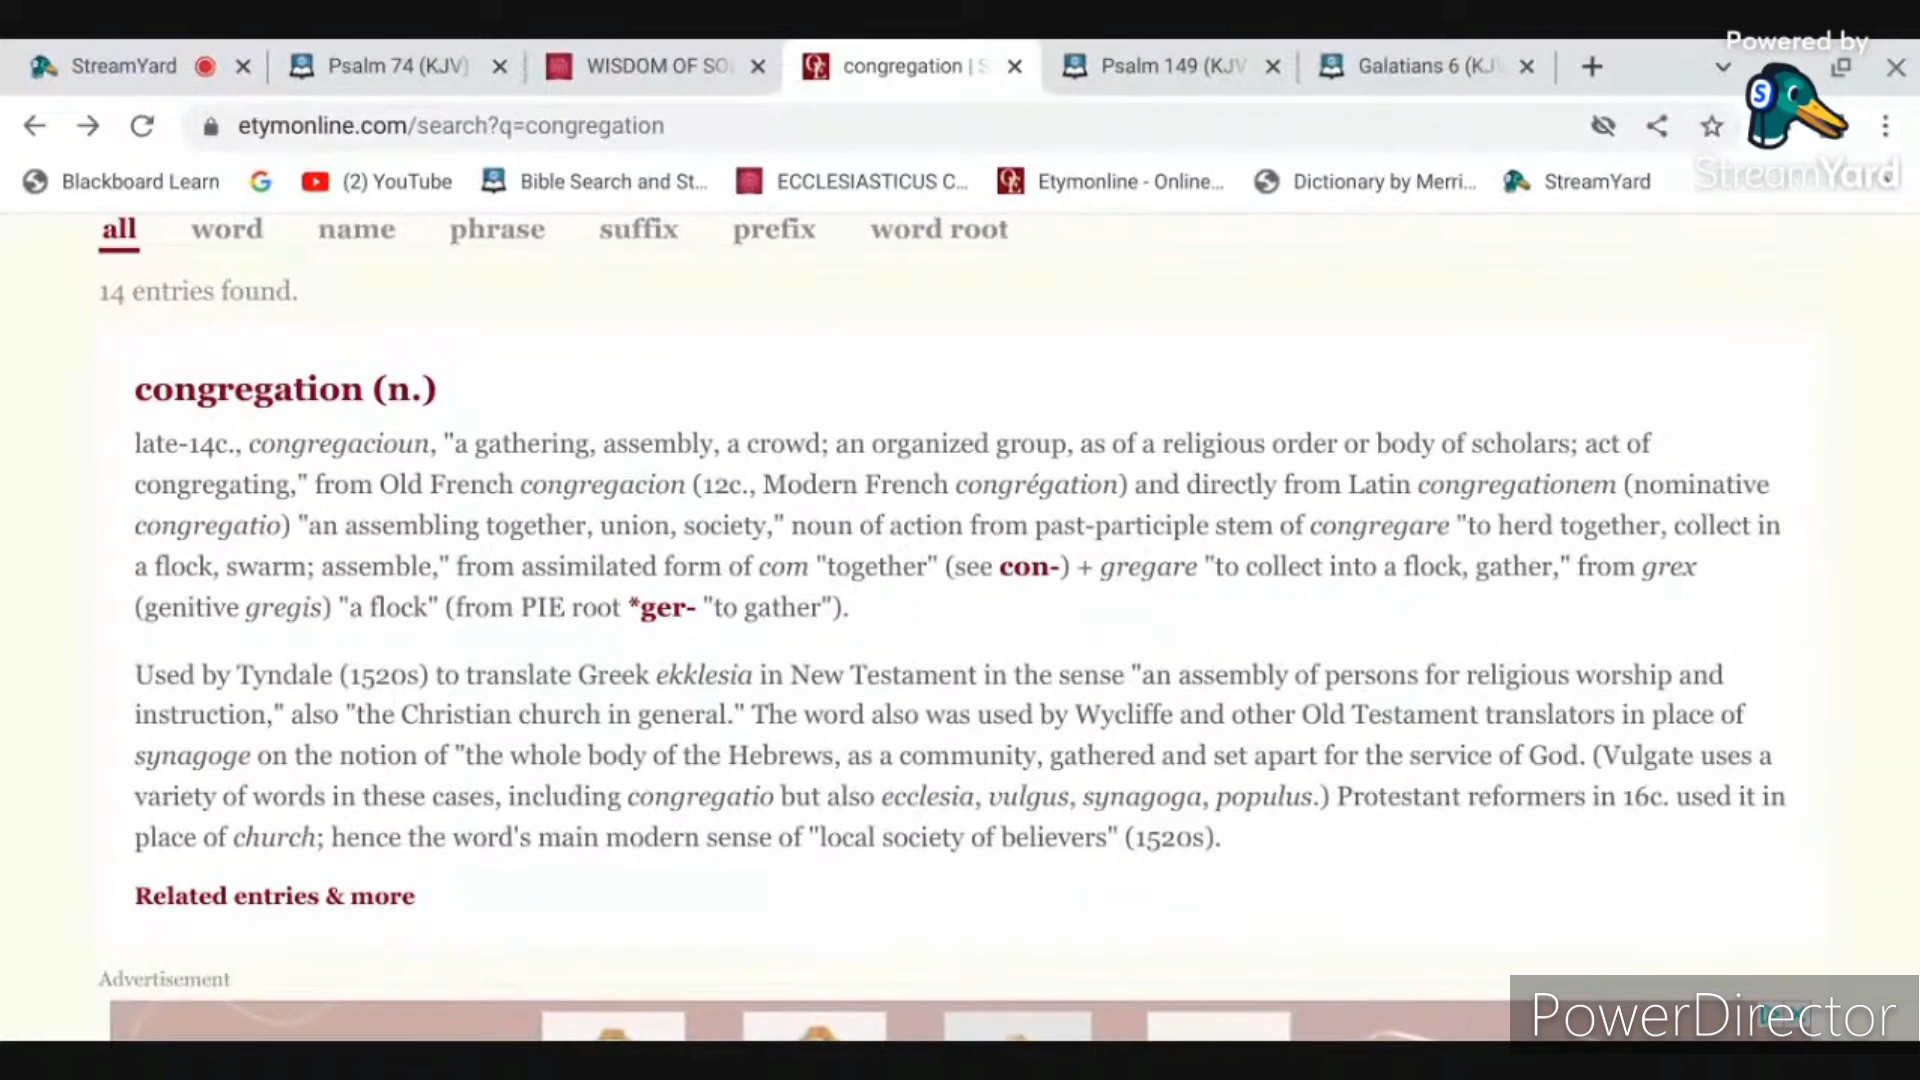 Powered by
StreamYard
Psalm 74 (KJV)
WISDOM OF SO
congregation | S
Psalm 149 (KJV
Galatians 6 (KJ
etymonline.com/search?q=congregation
StreamYard
Blackboard Learn
(2) YouTube
Bible Search and St...
ECCLESIASTICUS C...
Etymonline - Online...
Dictionary by Merri...
StreamYard
all word name phrase suffix prefix word root
14 entries found.
congregation (n.)
late-14c., congregacioun, "a gathering, assembly, a crowd; an organized group, as of a religious order or body of scholars; act of
congregating," from Old French congregacion (12c., Modern French congrégation) and directly from Latin congregationem (nominative
congregatio) "an assembling together, union, society," noun of action from past-participle stem of congregare "to herd together, collect in
a flock, swarm; assemble," from assimilated form of com "together" (see con-) + gregare "to collect into a flock, gather," from grex
(genitive gregis) "a flock" (from PIE root *ger- "to gather").
Used by Tyndale (1520s) to translate Greek ekklesia in New Testament in the sense "an assembly of persons for religious worship and
instruction," also "the Christian church in general." The word also was used by Wycliffe and other Old Testament translators in place of
synagoge on the notion of "the whole body of the Hebrews, as a community, gathered and set apart for the service of God. (Vulgate uses a
variety of words in these cases, including congregatio but also ecclesia, vulgus, synagoga, populus.) Protestant reformers in 16c. used it in
place of church; hence the word's main modern sense of "local society of believers" (1520s).
Related entries & more
Advertisement
PowerDirector